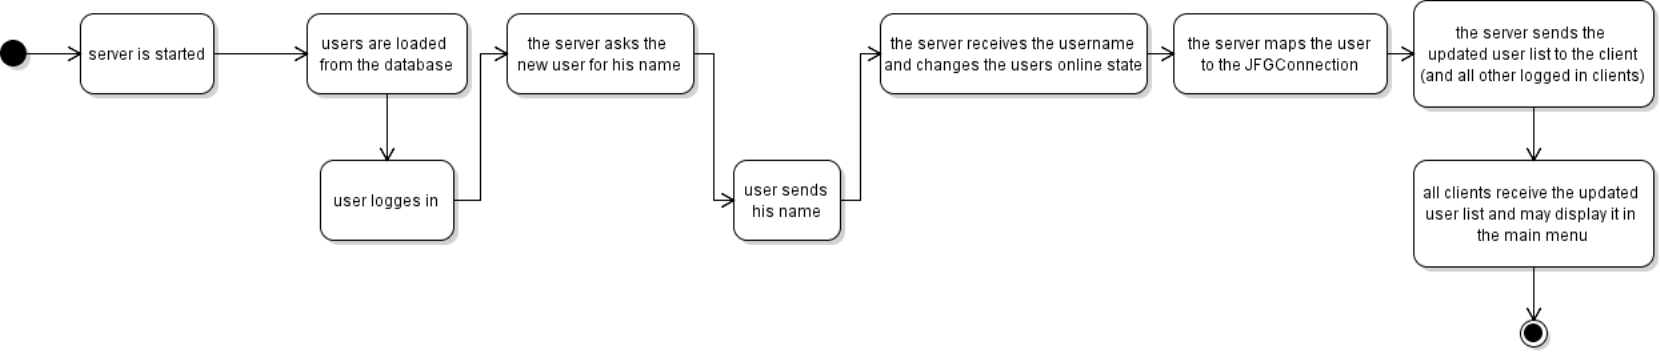 server is started
users are loaded
from the database
user logges in
the server asks the
new user for his name
user sends
his name
the server receives the username
and changes the users online state
the server maps the user
to the JFGConnection
the server sends the
updated user list to the client
(and all other logged in clients)
all clients receive the updated
user list and may display it in
the main menu